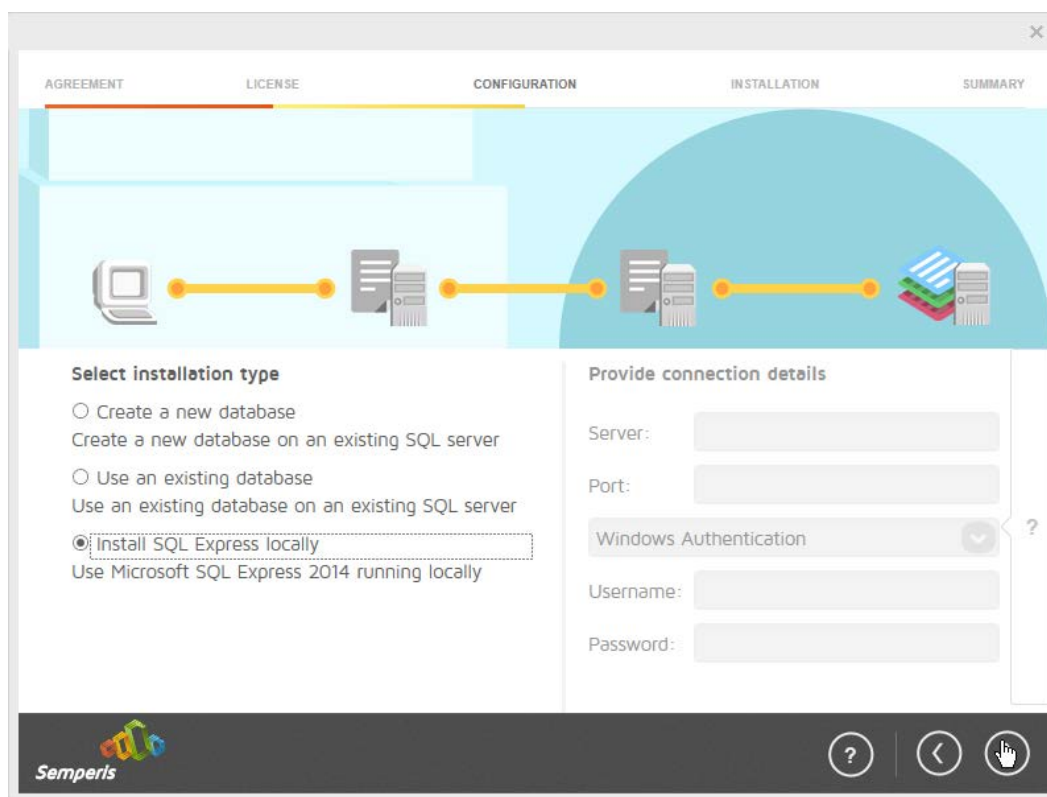 AGREEMENT LICENSE CONFIGURATION INSTALLATION SUMMARY
Select installation type
Create a new database
Create a new database on an existing SQL server
Use an existing database
Use an existing database on an existing SQL server
Install SQL Express locally
Use Microsoft SQL Express 2014 running locally
Provide connection details
Server:
Port:
Windows Authentication
?
Username:
Password:
Semperis
?